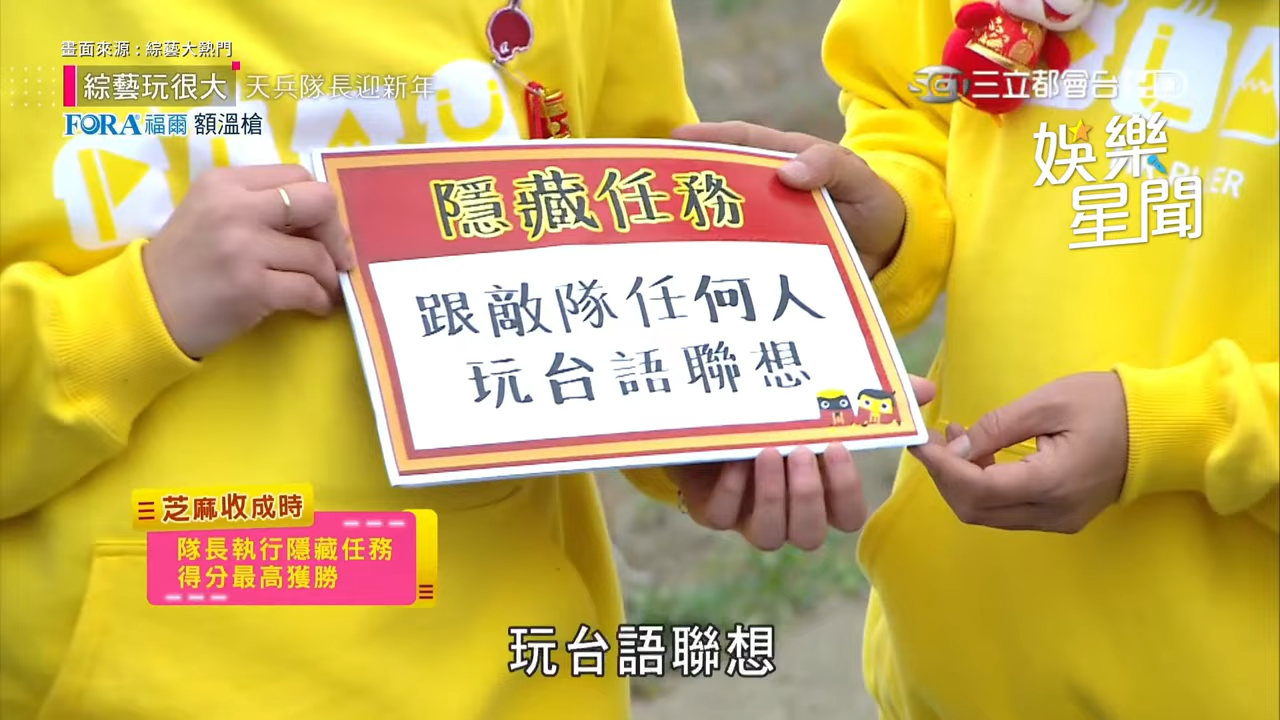 畫面來源：綜藝大熱門
綜藝玩很大 天兵隊長迎新年
FORA福爾 額溫槍
三立都會台
娛樂
星聞
隱藏任務
跟敵隊任何人
玩台語聯想
芝麻收成時
隊長執行隱藏任務
得分最高獲勝
玩台語聯想